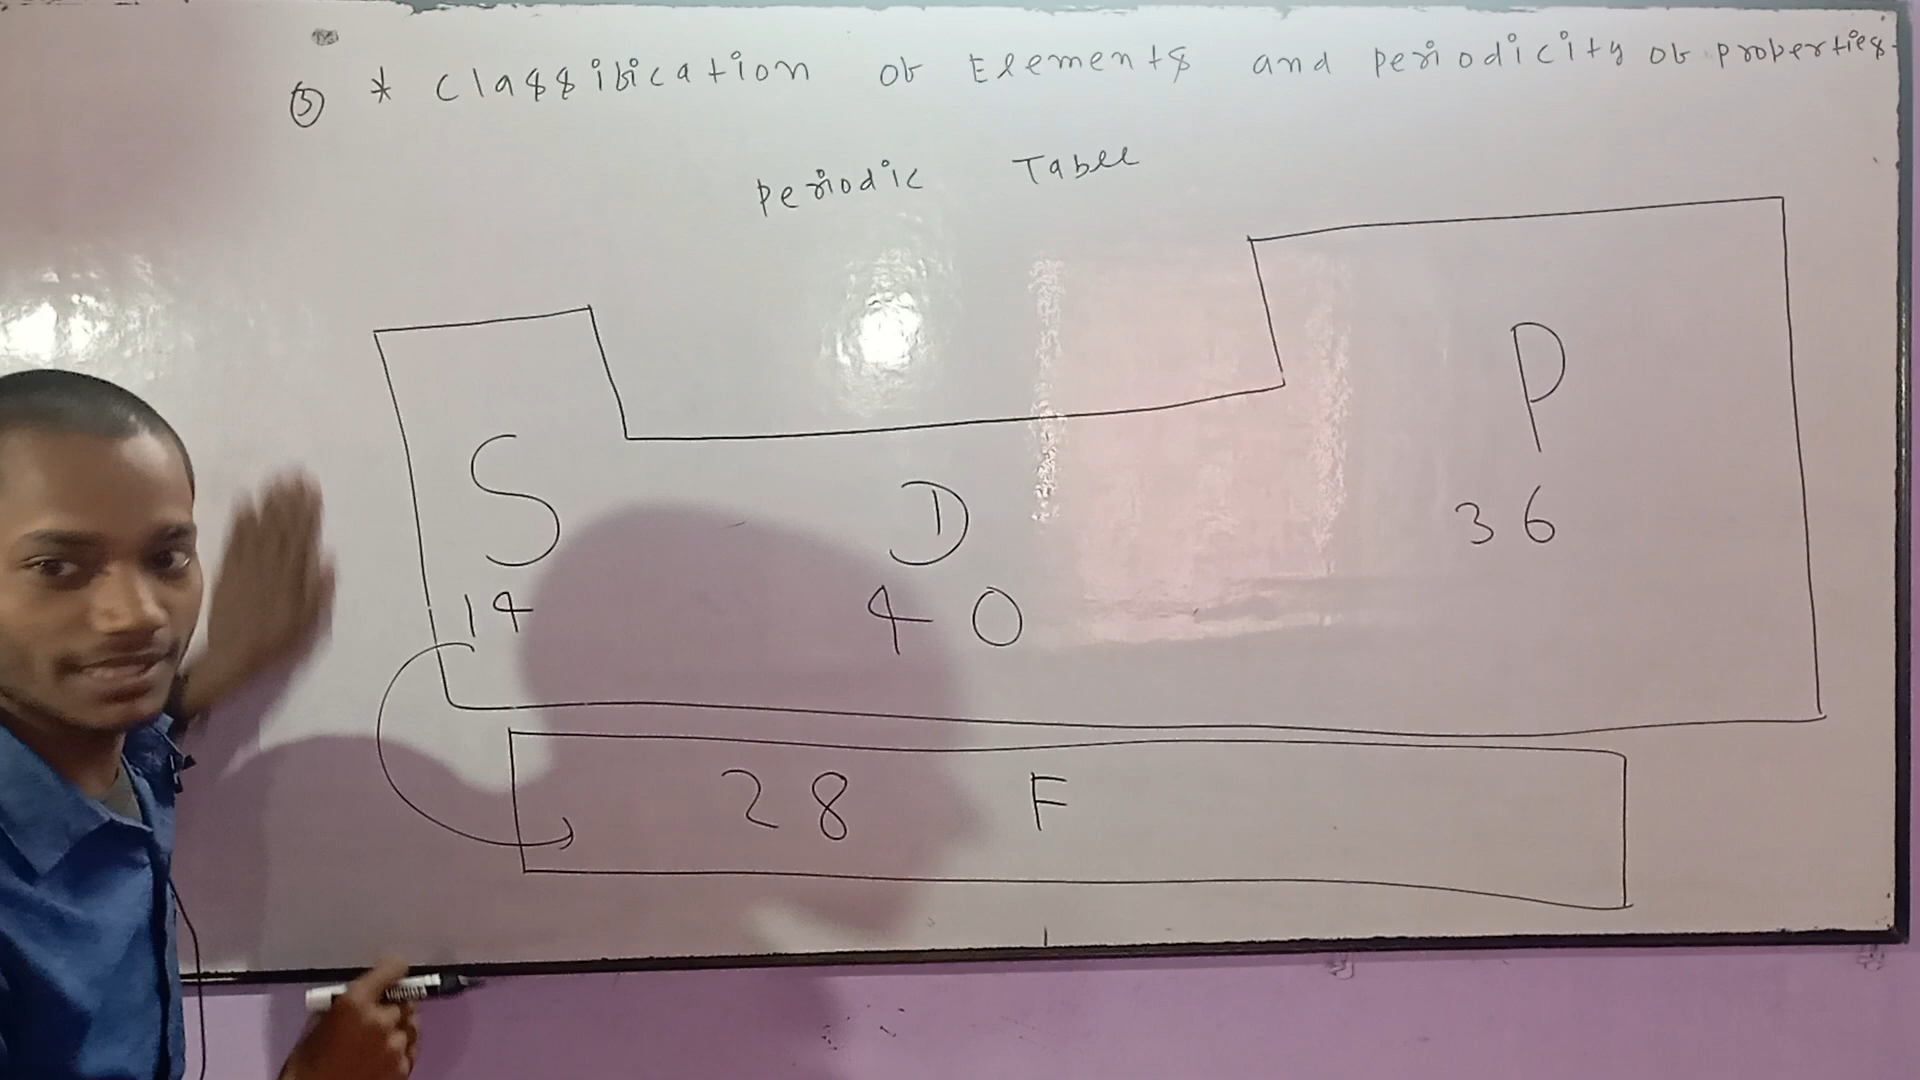 5 * Classification of Elements and periodicity of properties.
Periodic Table
S D P
14 40 36
28 F